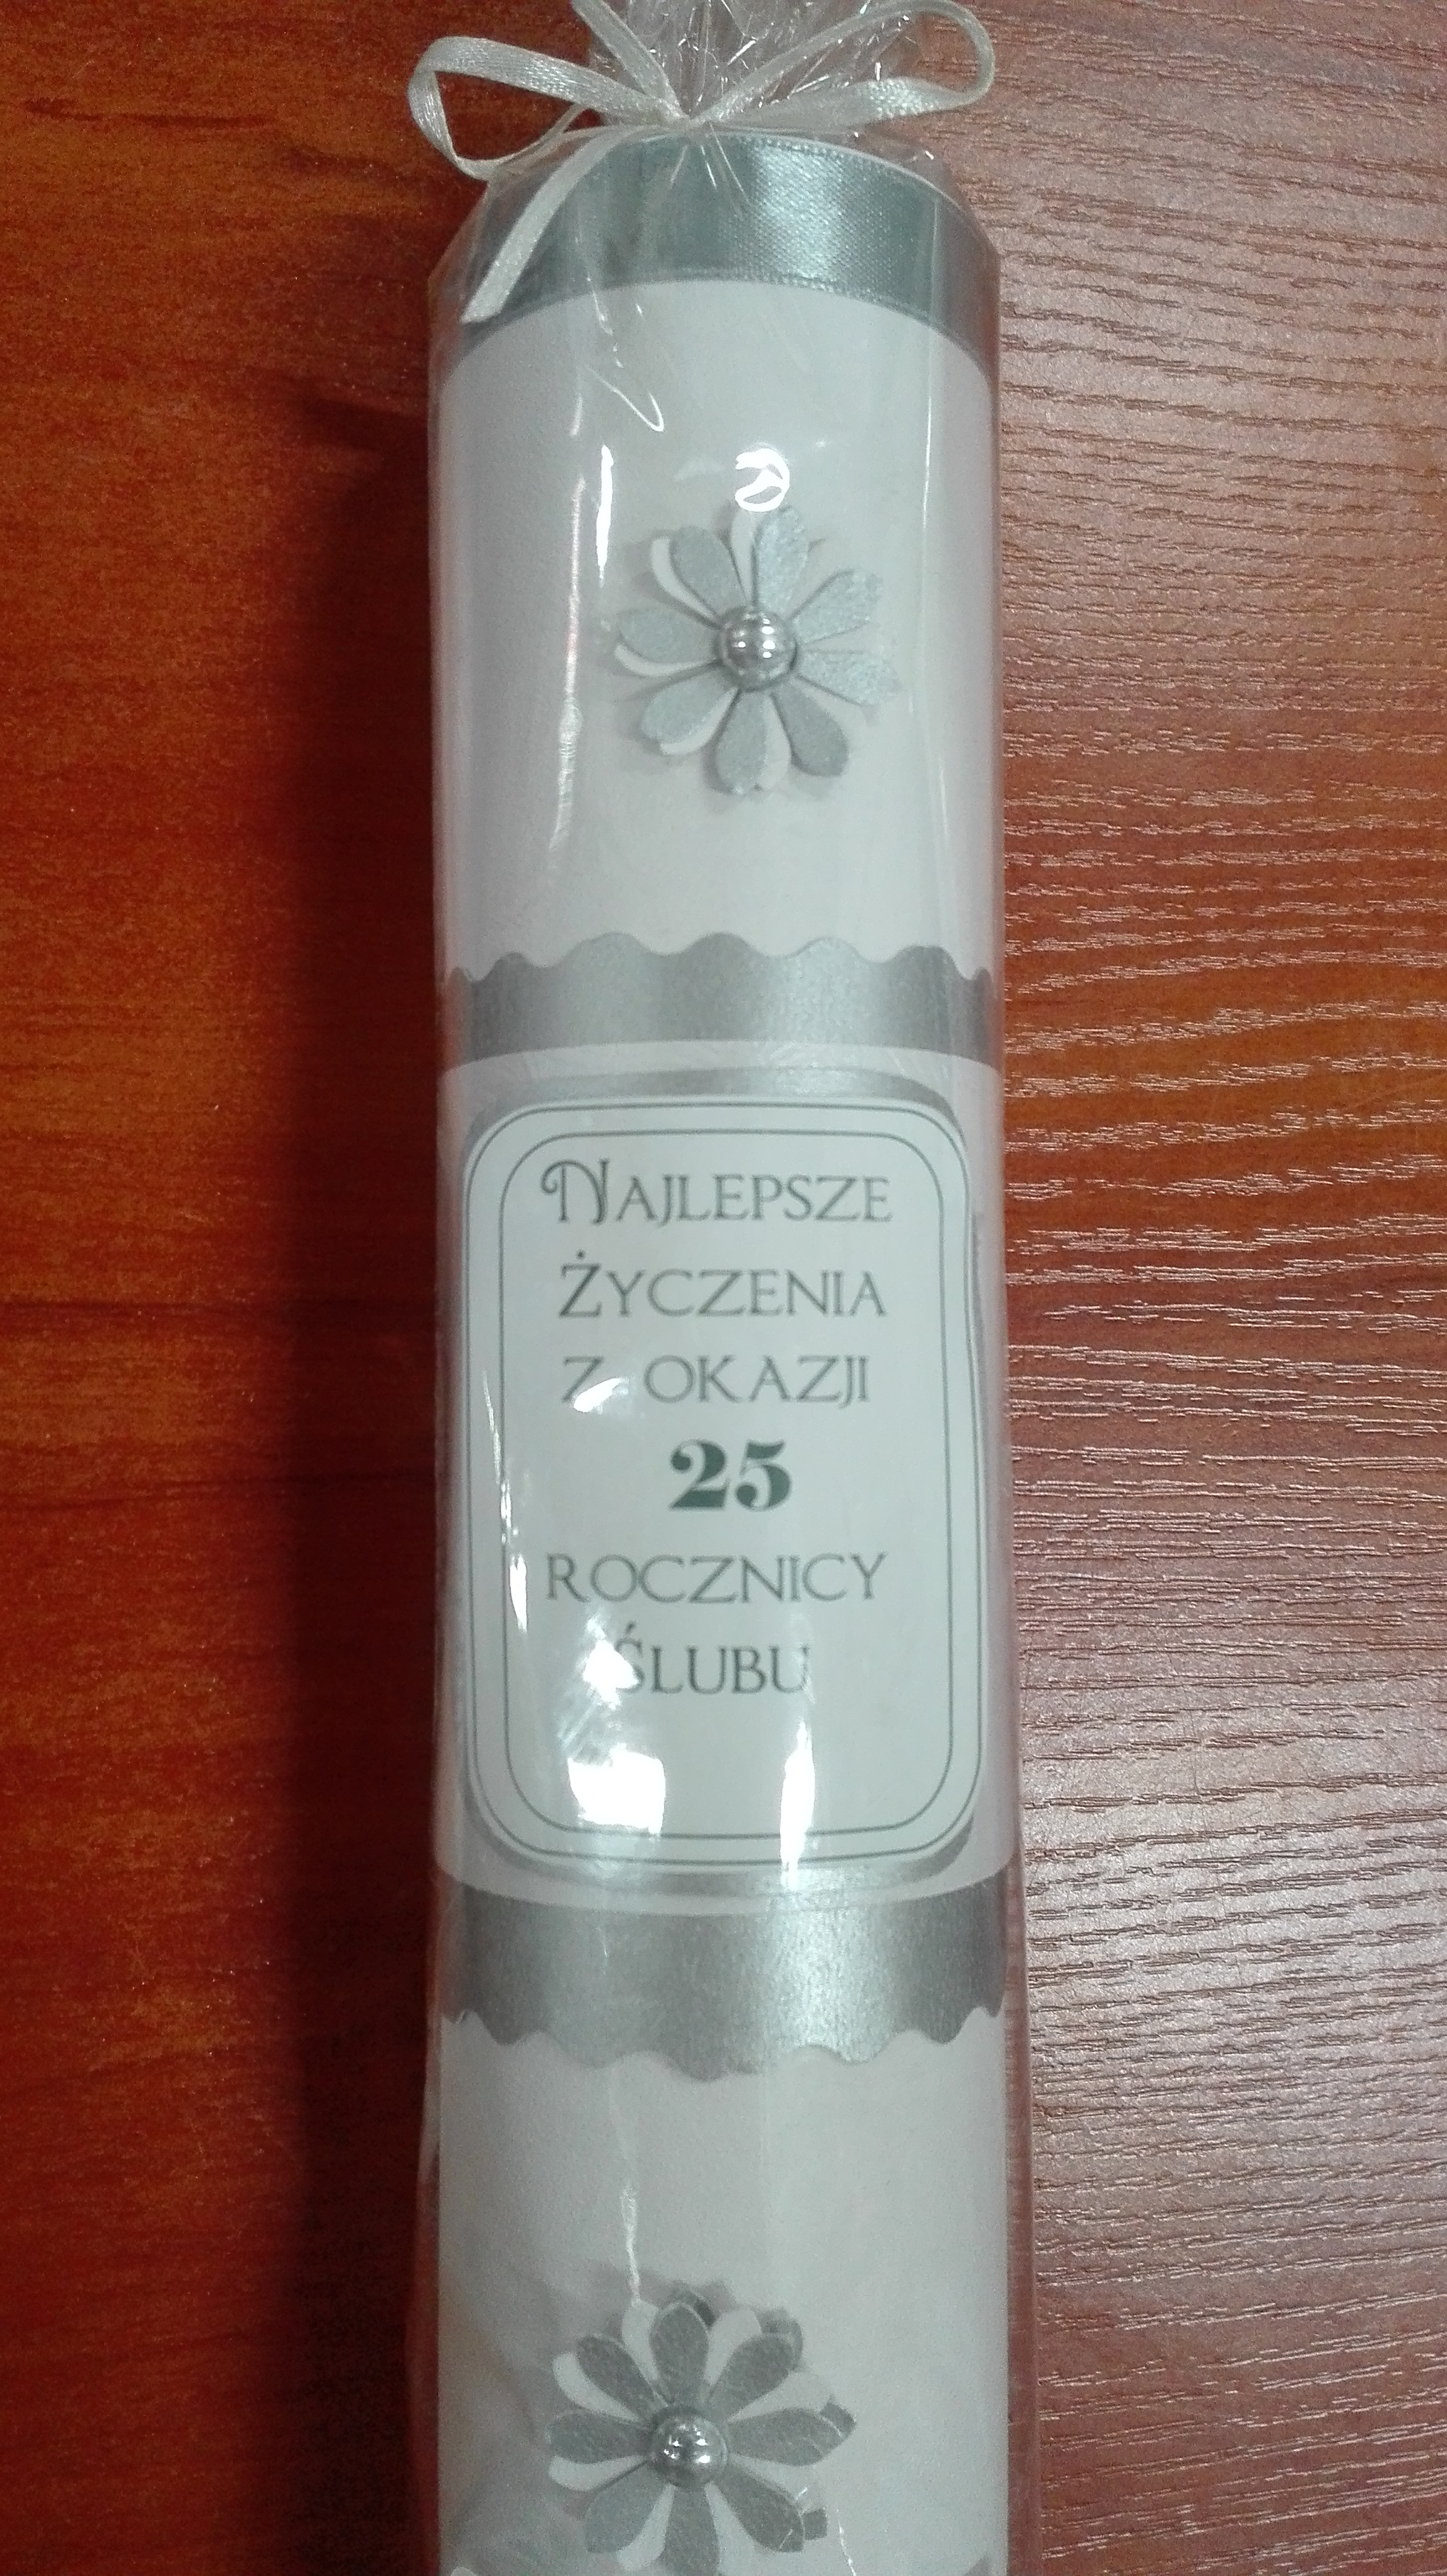 Najlepsze
Życzenia
z okazji
25
rocznicy
Ślubu